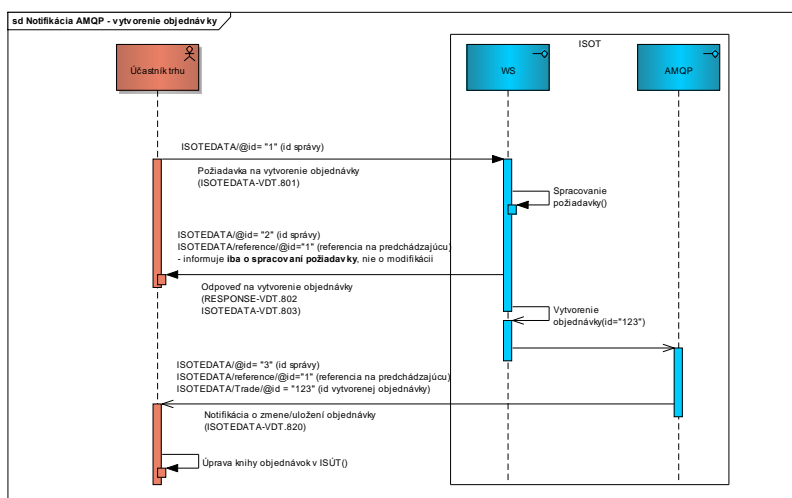 sd Notifikácia AMQP - vytvorenie objednávky
ISOT
Účastník trhu
WS
AMQP
ISOTEDATA/@id= "1" (id správy)
Požiadavka na vytvorenie objednávky
(ISOTEDATA-VDT.801)
Spracovanie
požiadavky()
ISOTEDATA/@id= "2" (id správy)
ISOTEDATA/reference/@id="1" (referencia na predchádzajúcu)
- informuje iba o spracovaní požiadavky, nie o modifikácii
Odpoveď na vytvorenie objednávky
(RESPONSE-VDT.802
ISOTEDATA-VDT.803)
Vytvorenie
objednávky(id="123")
ISOTEDATA/@id= "3" (id správy)
ISOTEDATA/reference/@id="1" (referencia na predchádzajúcu)
ISOTEDATA/Trade/@id = "123" (id vytvorenej objednávky)
Notifikácia o zmene/uložení objednávky
(ISOTEDATA-VDT.820)
Úprava knihy objednávok v ISÚT()